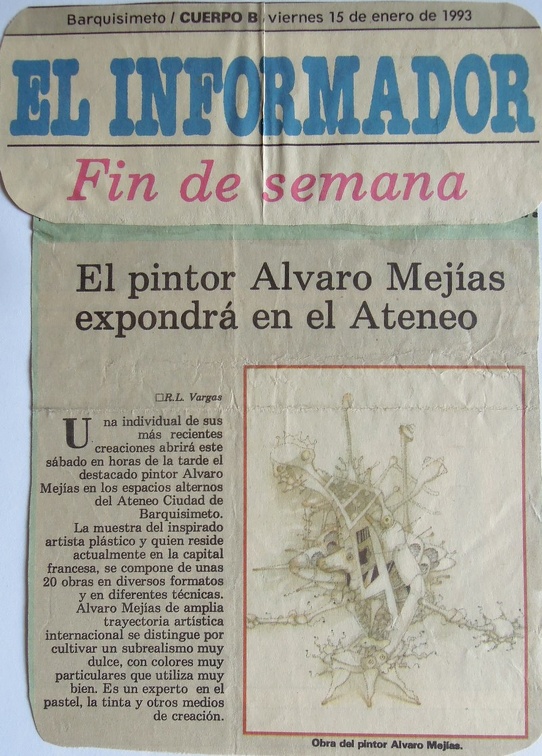 Barquisimeto / CUERPO B / viernes 15 de enero de 1993
EL INFORMADOR
Fin de semana
El pintor Alvaro Mejías
expondrá en el Ateneo
□R.L. Vargas
Una individual de sus
más recientes
creaciones abrirá este
sábado en horas de la tarde el
destacado pintor Alvaro
Mejías en los espacios alternos
del Ateneo Ciudad de
Barquisimeto.
La muestra del inspirado
artista plástico y quien reside
actualmente en la capital
francesa, se compone de unas
20 obras en diversos formatos
y en diferentes técnicas.
Alvaro Mejías de amplia
trayectoria artística
internacional se distingue por
cultivar un subrealismo muy
dulce, con colores muy
particulares que utiliza muy
bien. Es un experto en el
pastel, la tinta y otros medios
de creación.
Obra del pintor Alvaro Mejías.